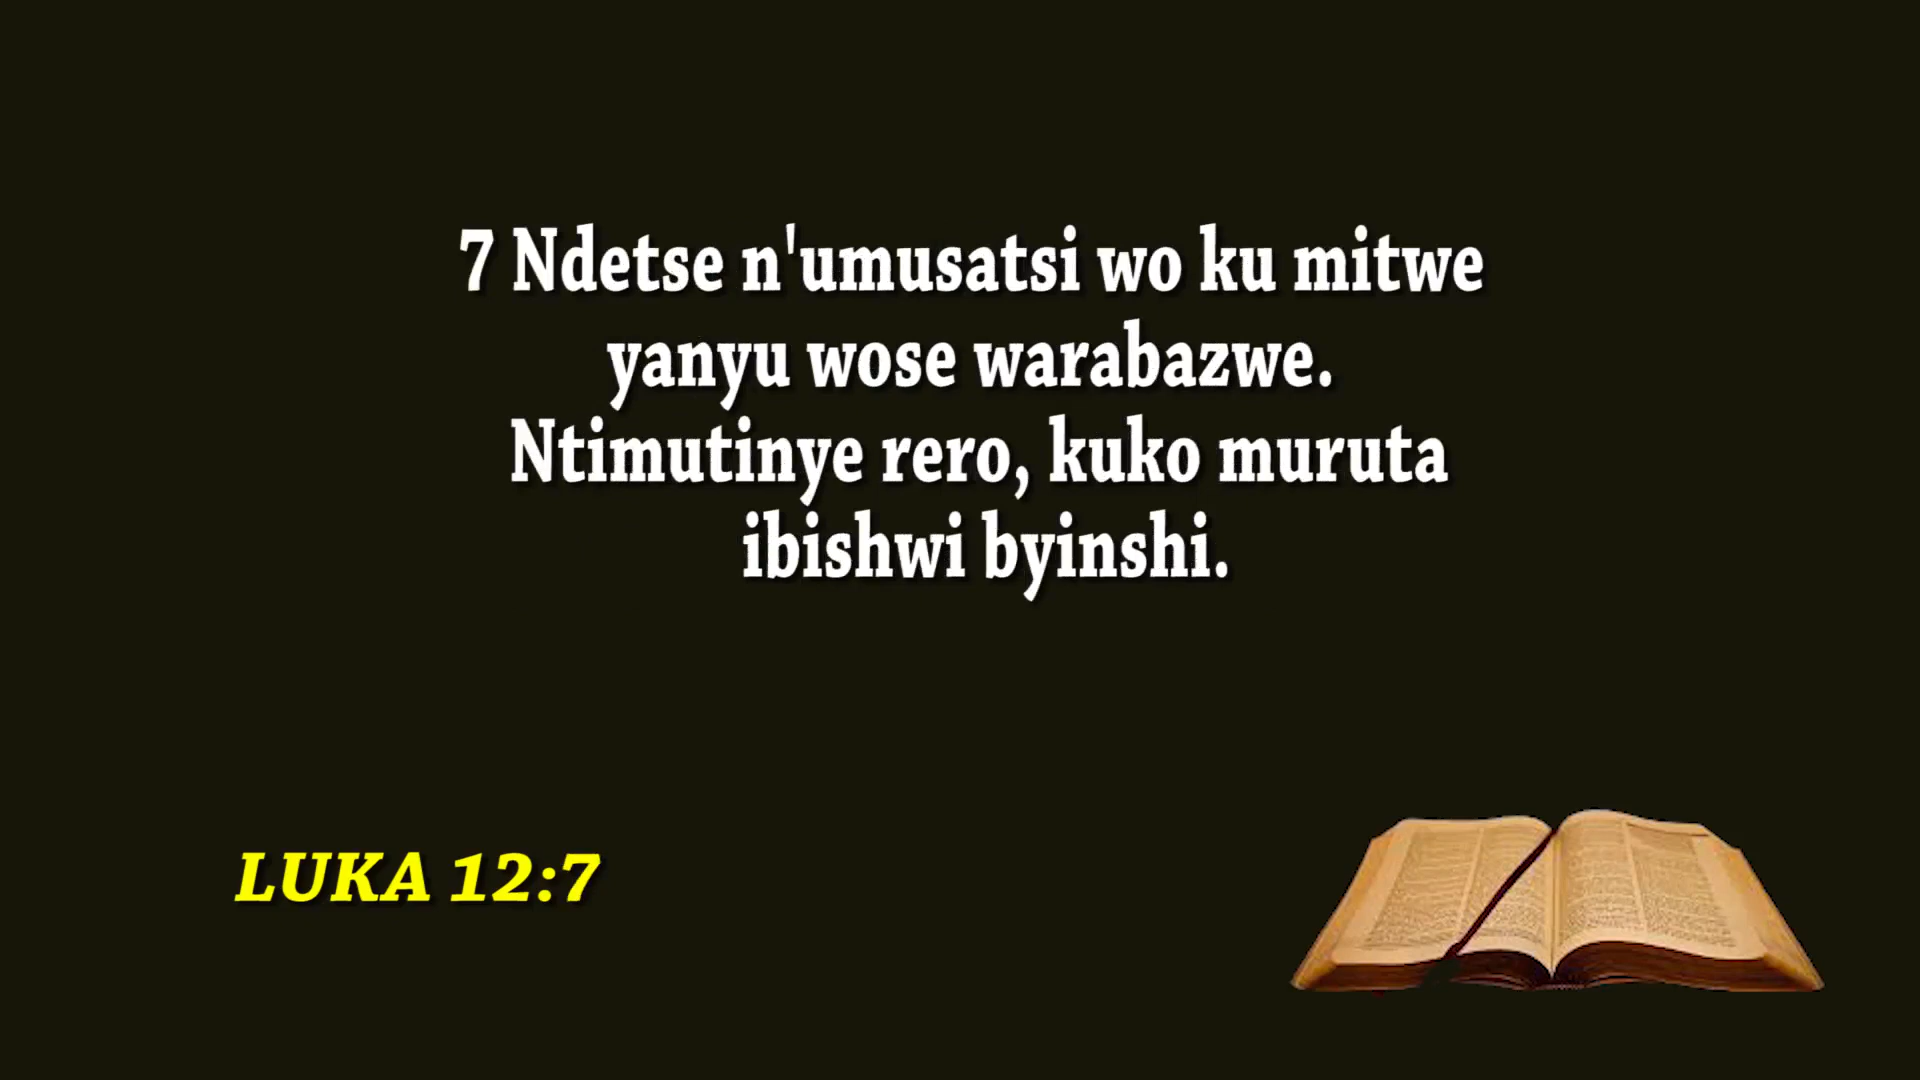 7 Ndetse n'umusatsi wo ku mitwe
yanyu wose warabazwe.
Ntimutinye rero, kuko muruta
ibishwi byinshi.
LUKA 12:7